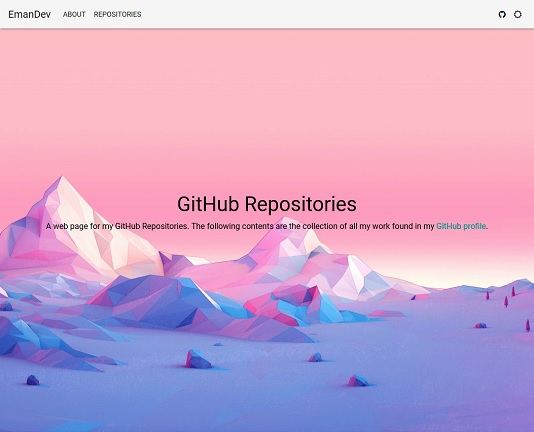 EmanDev ABOUT REPOSITORIES
GitHub Repositories
A web page for my GitHub Repositories. The following contents are the collection of all my work found in my GitHub profile.